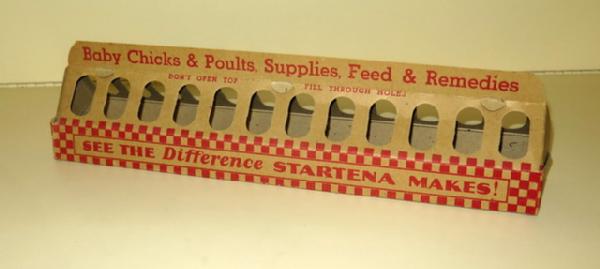 Baby Chicks & Poults, Supplies, Feed & Remedies
DON'T OPEN TOP FILL THROUGH HOLES
SEE THE Difference STARTENA MAKES!